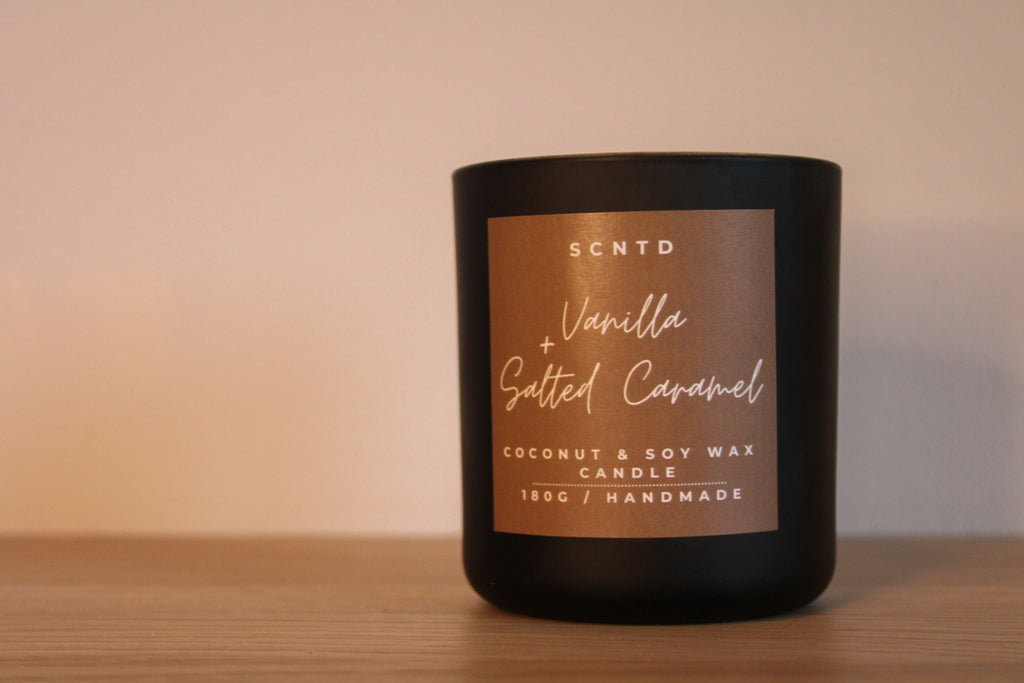 SCNTD
Vanilla
+
Salted Caramel
COCONUT & SOY WAX
CANDLE
180G / HANDMADE